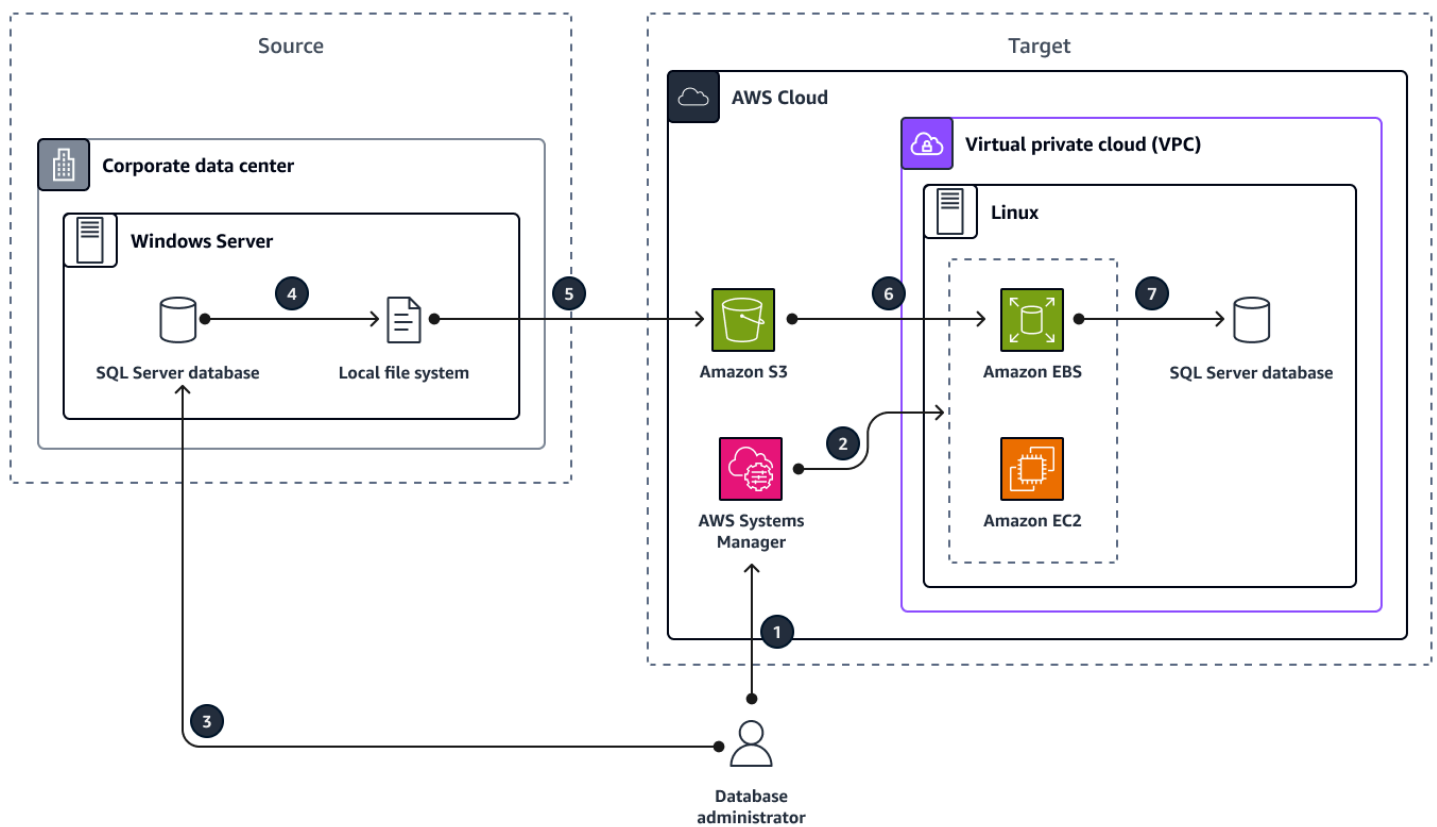 Source
Target
AWS Cloud
Virtual private cloud (VPC)
Corporate data center
Linux
Windows Server
4
5
6
7
SQL Server database
Local file system
Amazon S3
Amazon EBS
SQL Server database
2
AWS Systems
Manager
Amazon EC2
1
3
Database
administrator